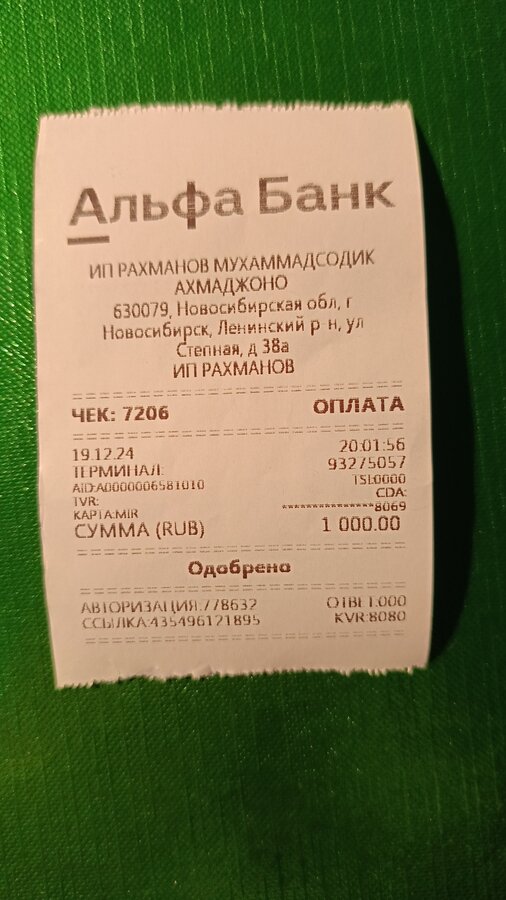 Альфа Банк
ИП РАХМАНОВ МУХАММАДСОДИК
АХМАДЖОНО
630079, Новосибирская обл, г
Новосибирск, Ленинский р-н, ул
Степная, д 38а
ИП РАХМАНОВ
ЧЕК: 7206 ОПЛАТА
19.12.24 20:01:56
ТЕРМИНАЛ: 93275057
AID:A0000006581010 TSI:0000
TVR: CDA:
КАРТА:MIR **************8069
СУММА (RUB) 1 000.00
Одобрено
АВТОРИЗАЦИЯ:778632 ОТВЕТ:000
ССЫЛКА:435496121895 KVR:8080